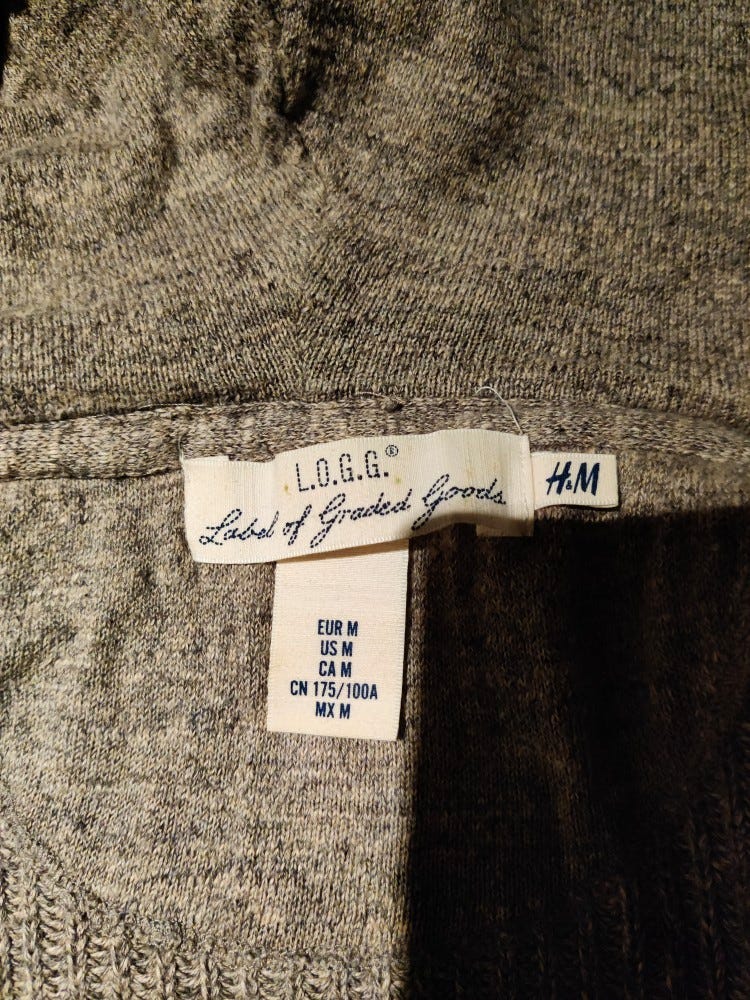 L.O.G.G.®
Label of Graded Goods
H&M
EUR M
US M
CA M
CN 175/100A
MX M